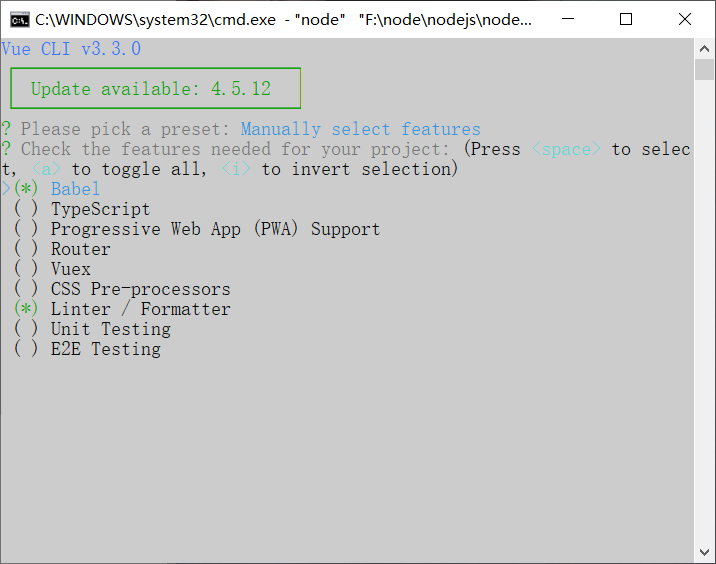 C:\WINDOWS\system32\cmd.exe - "node" "F:\node\nodejs\node...
Vue CLI v3.3.0
Update available: 4.5.12
? Please pick a preset: Manually select features
? Check the features needed for your project: (Press <space> to selec
t, <a> to toggle all, <i> to invert selection)
>(*) Babel
( ) TypeScript
( ) Progressive Web App (PWA) Support
( ) Router
( ) Vuex
( ) CSS Pre-processors
(*) Linter / Formatter
( ) Unit Testing
( ) E2E Testing